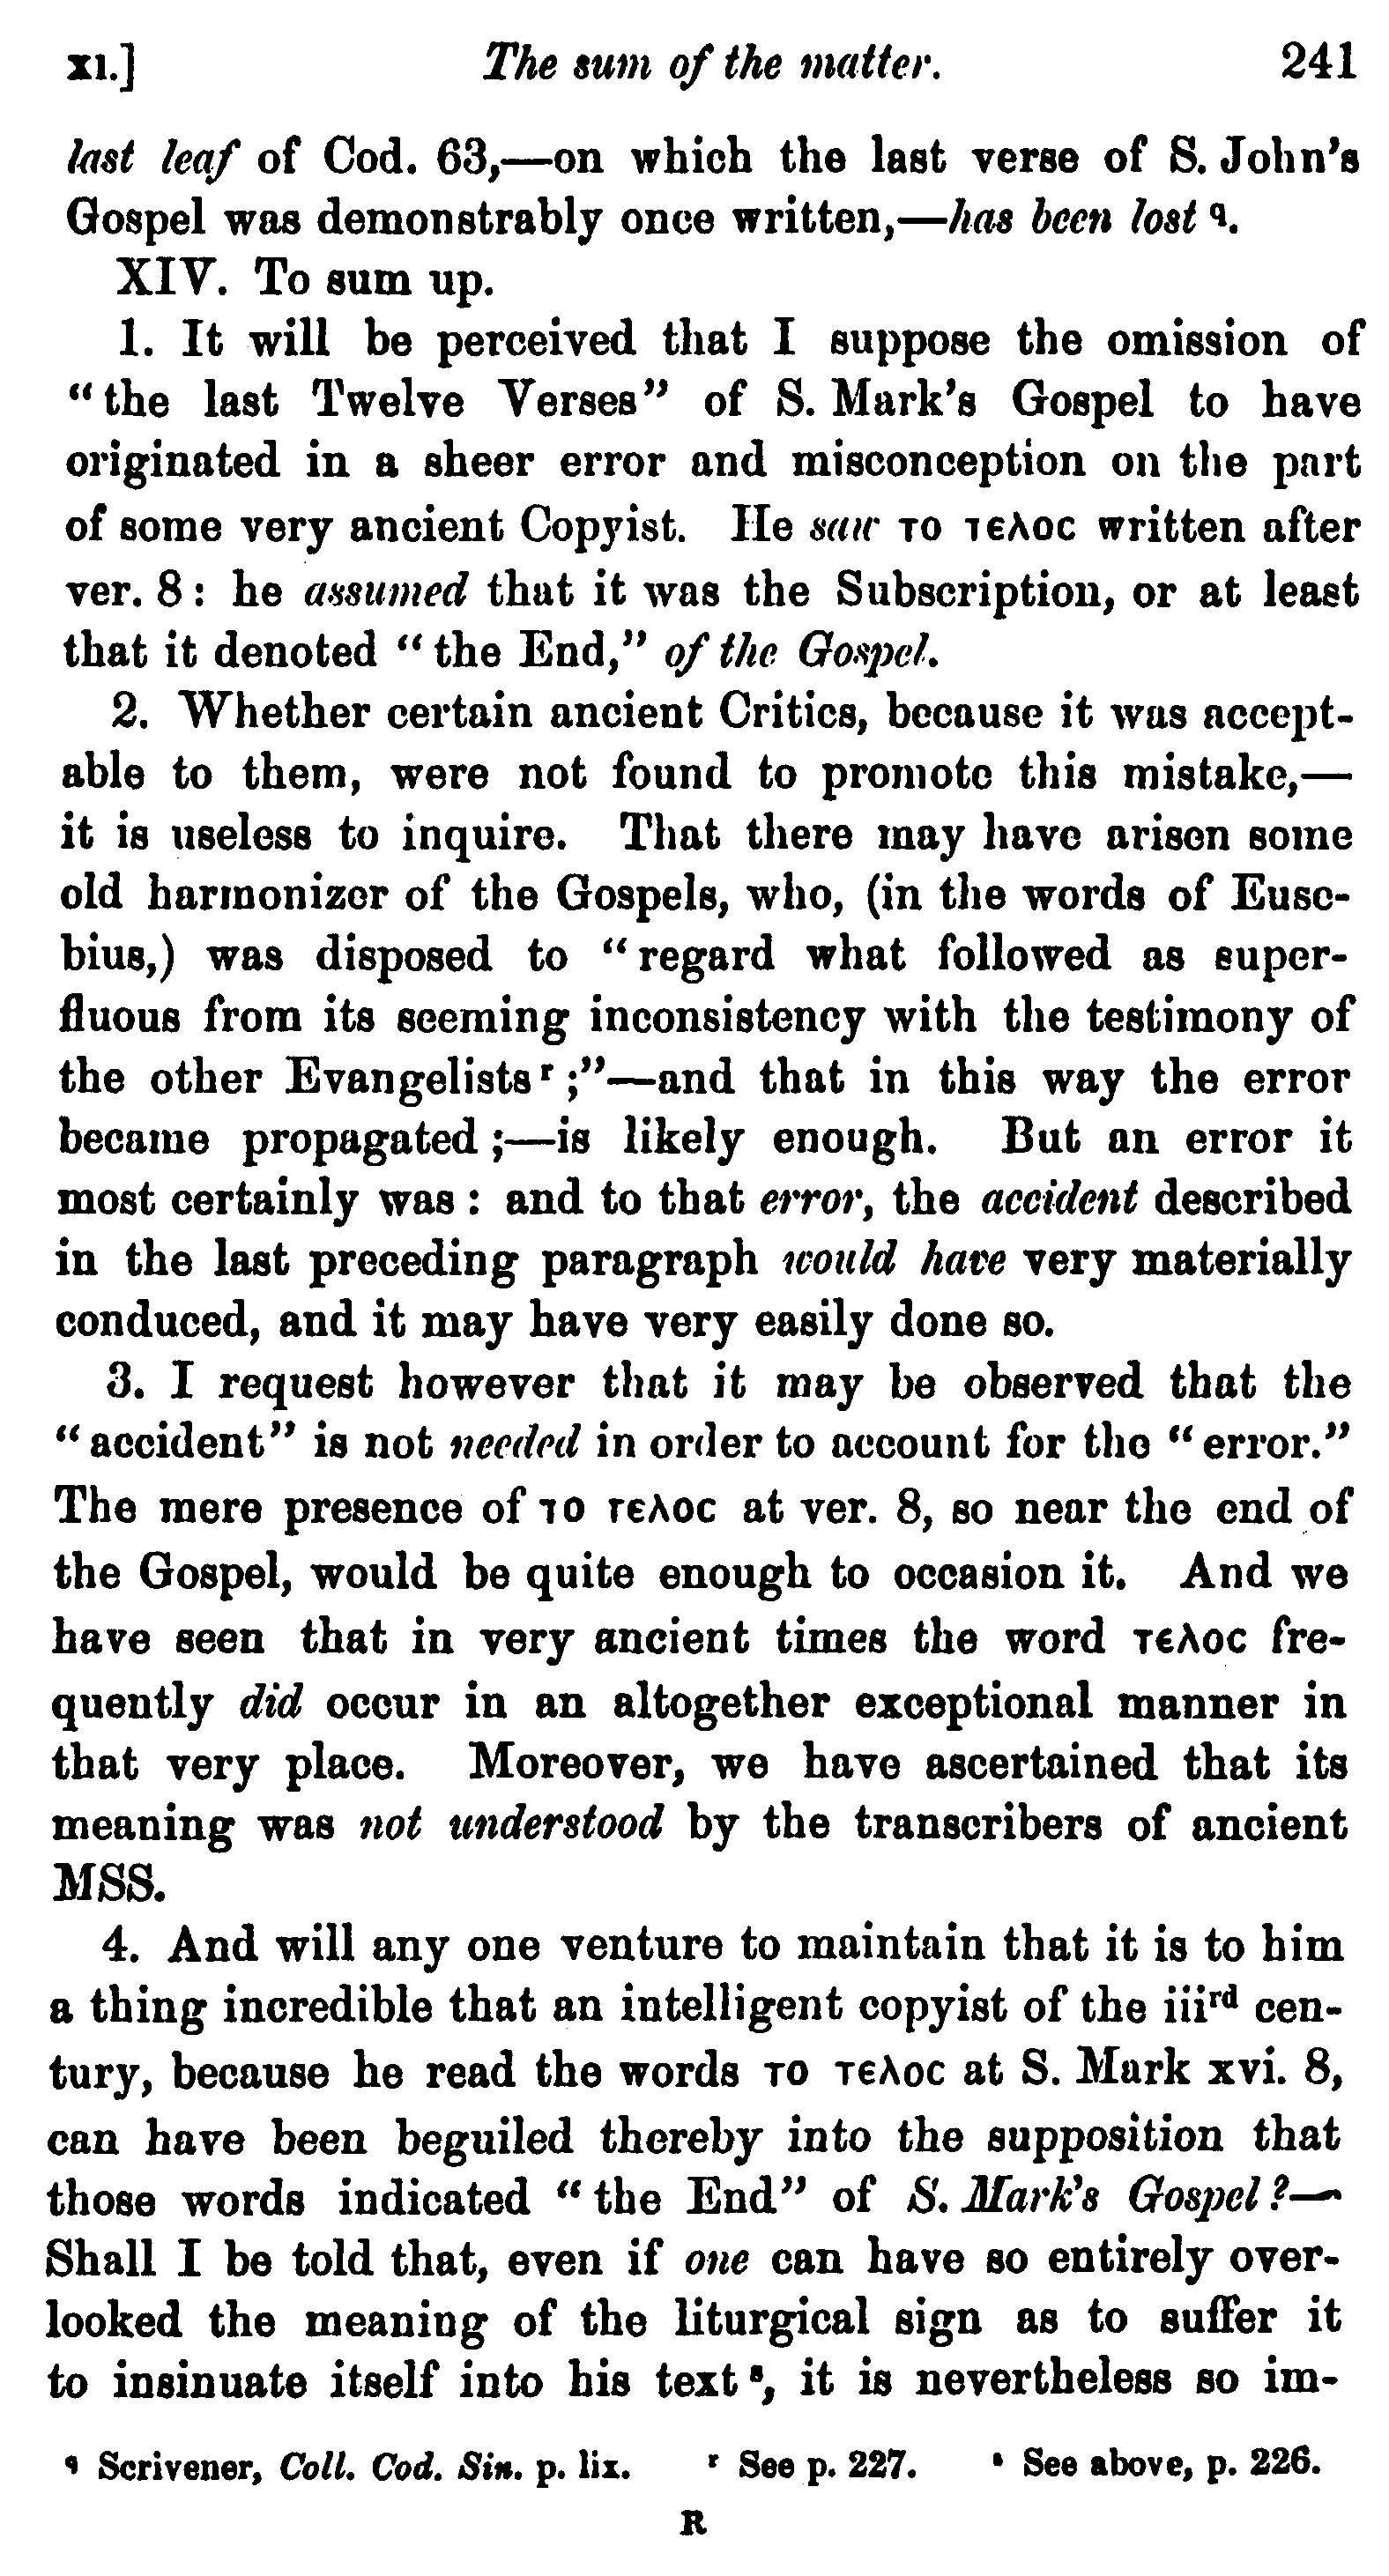 XI.] The sum of the matter. 241
last leaf of Cod. 63,—on which the last verse of S. John's
Gospel was demonstrably once written,—has been lost q.
XIV. To sum up.
1. It will be perceived that I suppose the omission of
“the last Twelve Verses” of S. Mark's Gospel to have
originated in a sheer error and misconception on the part
of some very ancient Copyist. He saw ΤΟ ΤΕΛΟC written after
ver. 8 : he assumed that it was the Subscription, or at least
that it denoted “the End,” of the Gospel.
2. Whether certain ancient Critics, because it was accept-
able to them, were not found to promote this mistake,—
it is useless to inquire. That there may have arisen some
old harmonizer of the Gospels, who, (in the words of Euse-
bius,) was disposed to “regard what followed as super-
fluous from its seeming inconsistency with the testimony of
the other Evangelists r ;”—and that in this way the error
became propagated ;—is likely enough. But an error it
most certainly was : and to that error, the accident described
in the last preceding paragraph would have very materially
conduced, and it may have very easily done so.
3. I request however that it may be observed that the
“accident” is not needed in order to account for the “error.”
The mere presence of ΤΟ ΤΕΛΟC at ver. 8, so near the end of
the Gospel, would be quite enough to occasion it. And we
have seen that in very ancient times the word ΤΕΛΟC fre-
quently did occur in an altogether exceptional manner in
that very place. Moreover, we have ascertained that its
meaning was not understood by the transcribers of ancient
MSS.
4. And will any one venture to maintain that it is to him
a thing incredible that an intelligent copyist of the iiird cen-
tury, because he read the words ΤΟ ΤΕΛΟC at S. Mark xvi. 8,
can have been beguiled thereby into the supposition that
those words indicated “the End” of S. Mark's Gospel ?—
Shall I be told that, even if one can have so entirely over-
looked the meaning of the liturgical sign as to suffer it
to insinuate itself into his text s, it is nevertheless so im-
q Scrivener, Coll. Cod. Sin. p. lix. r See p. 227. s See above, p. 226.
R